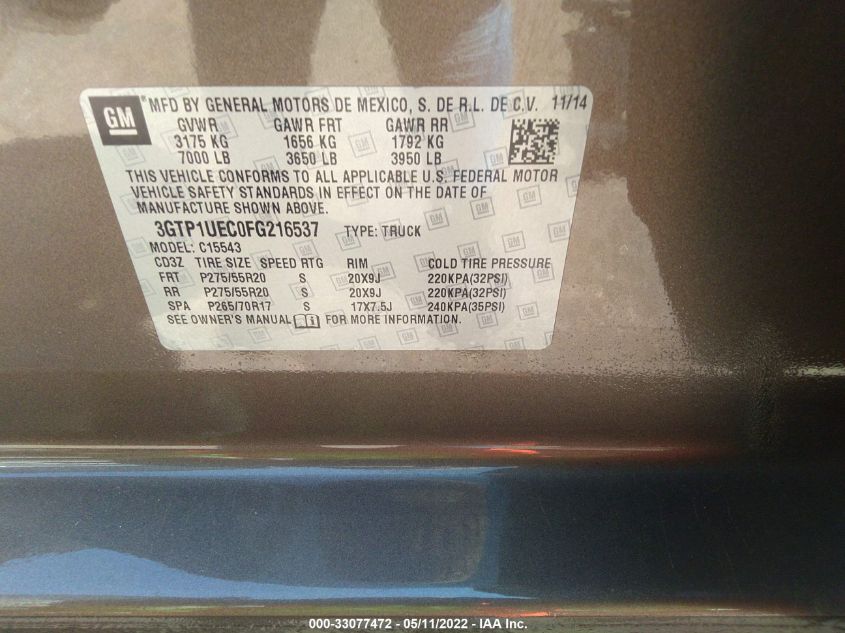 GM ® MFD BY GENERAL MOTORS DE MEXICO, S. DE R.L. DE C.V. 11/14
GVWR GAWR FRT GAWR RR
3175 KG 1656 KG 1792 KG
7000 LB 3650 LB 3950 LB
THIS VEHICLE CONFORMS TO ALL APPLICABLE U.S. FEDERAL MOTOR
VEHICLE SAFETY STANDARDS IN EFFECT ON THE DATE OF
MANUFACTURE SHOWN ABOVE.
3GTP1UEC0FG216537 TYPE: TRUCK
MODEL: C15543
CD3Z TIRE SIZE SPEED RTG RIM COLD TIRE PRESSURE
FRT P275/55R20 S 20X9J 220KPA(32PSI)
RR P275/55R20 S 20X9J 220KPA(32PSI)
SPA P265/70R17 S 17X7.5J 240KPA(35PSI)
SEE OWNER'S MANUAL FOR MORE INFORMATION.
000-33077472 - 05/11/2022 - IAA Inc.